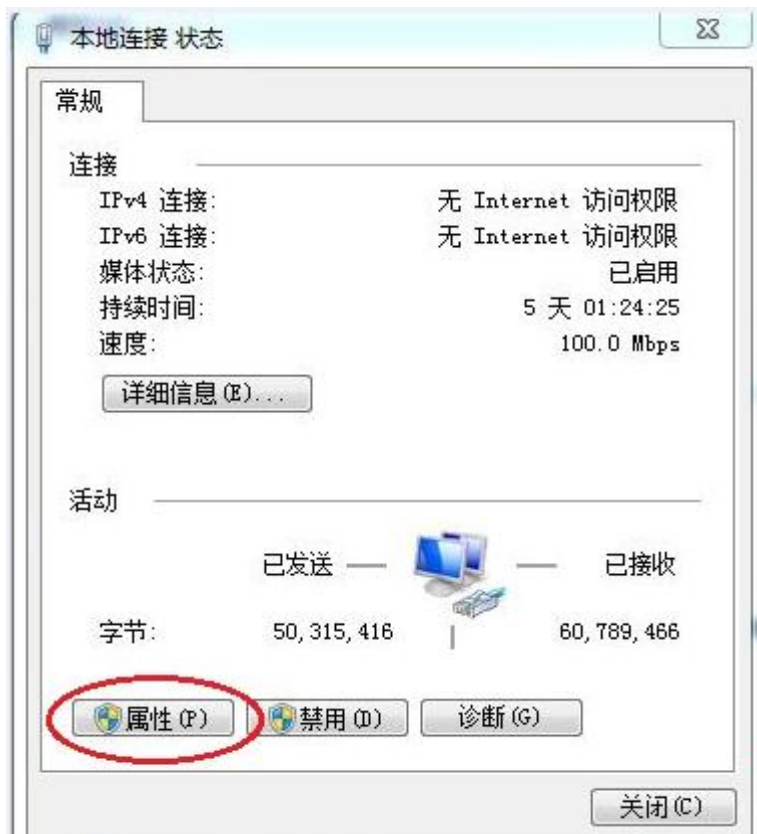 本地连接 状态
常规
连接
IPv4 连接: 无 Internet 访问权限
IPv6 连接: 无 Internet 访问权限
媒体状态: 已启用
持续时间: 5 天 01:24:25
速度: 100.0 Mbps
详细信息(E)...
活动
已发送 已接收
字节: 50,315,416 60,789,466
属性(P) 禁用(D) 诊断(G)
关闭(C)